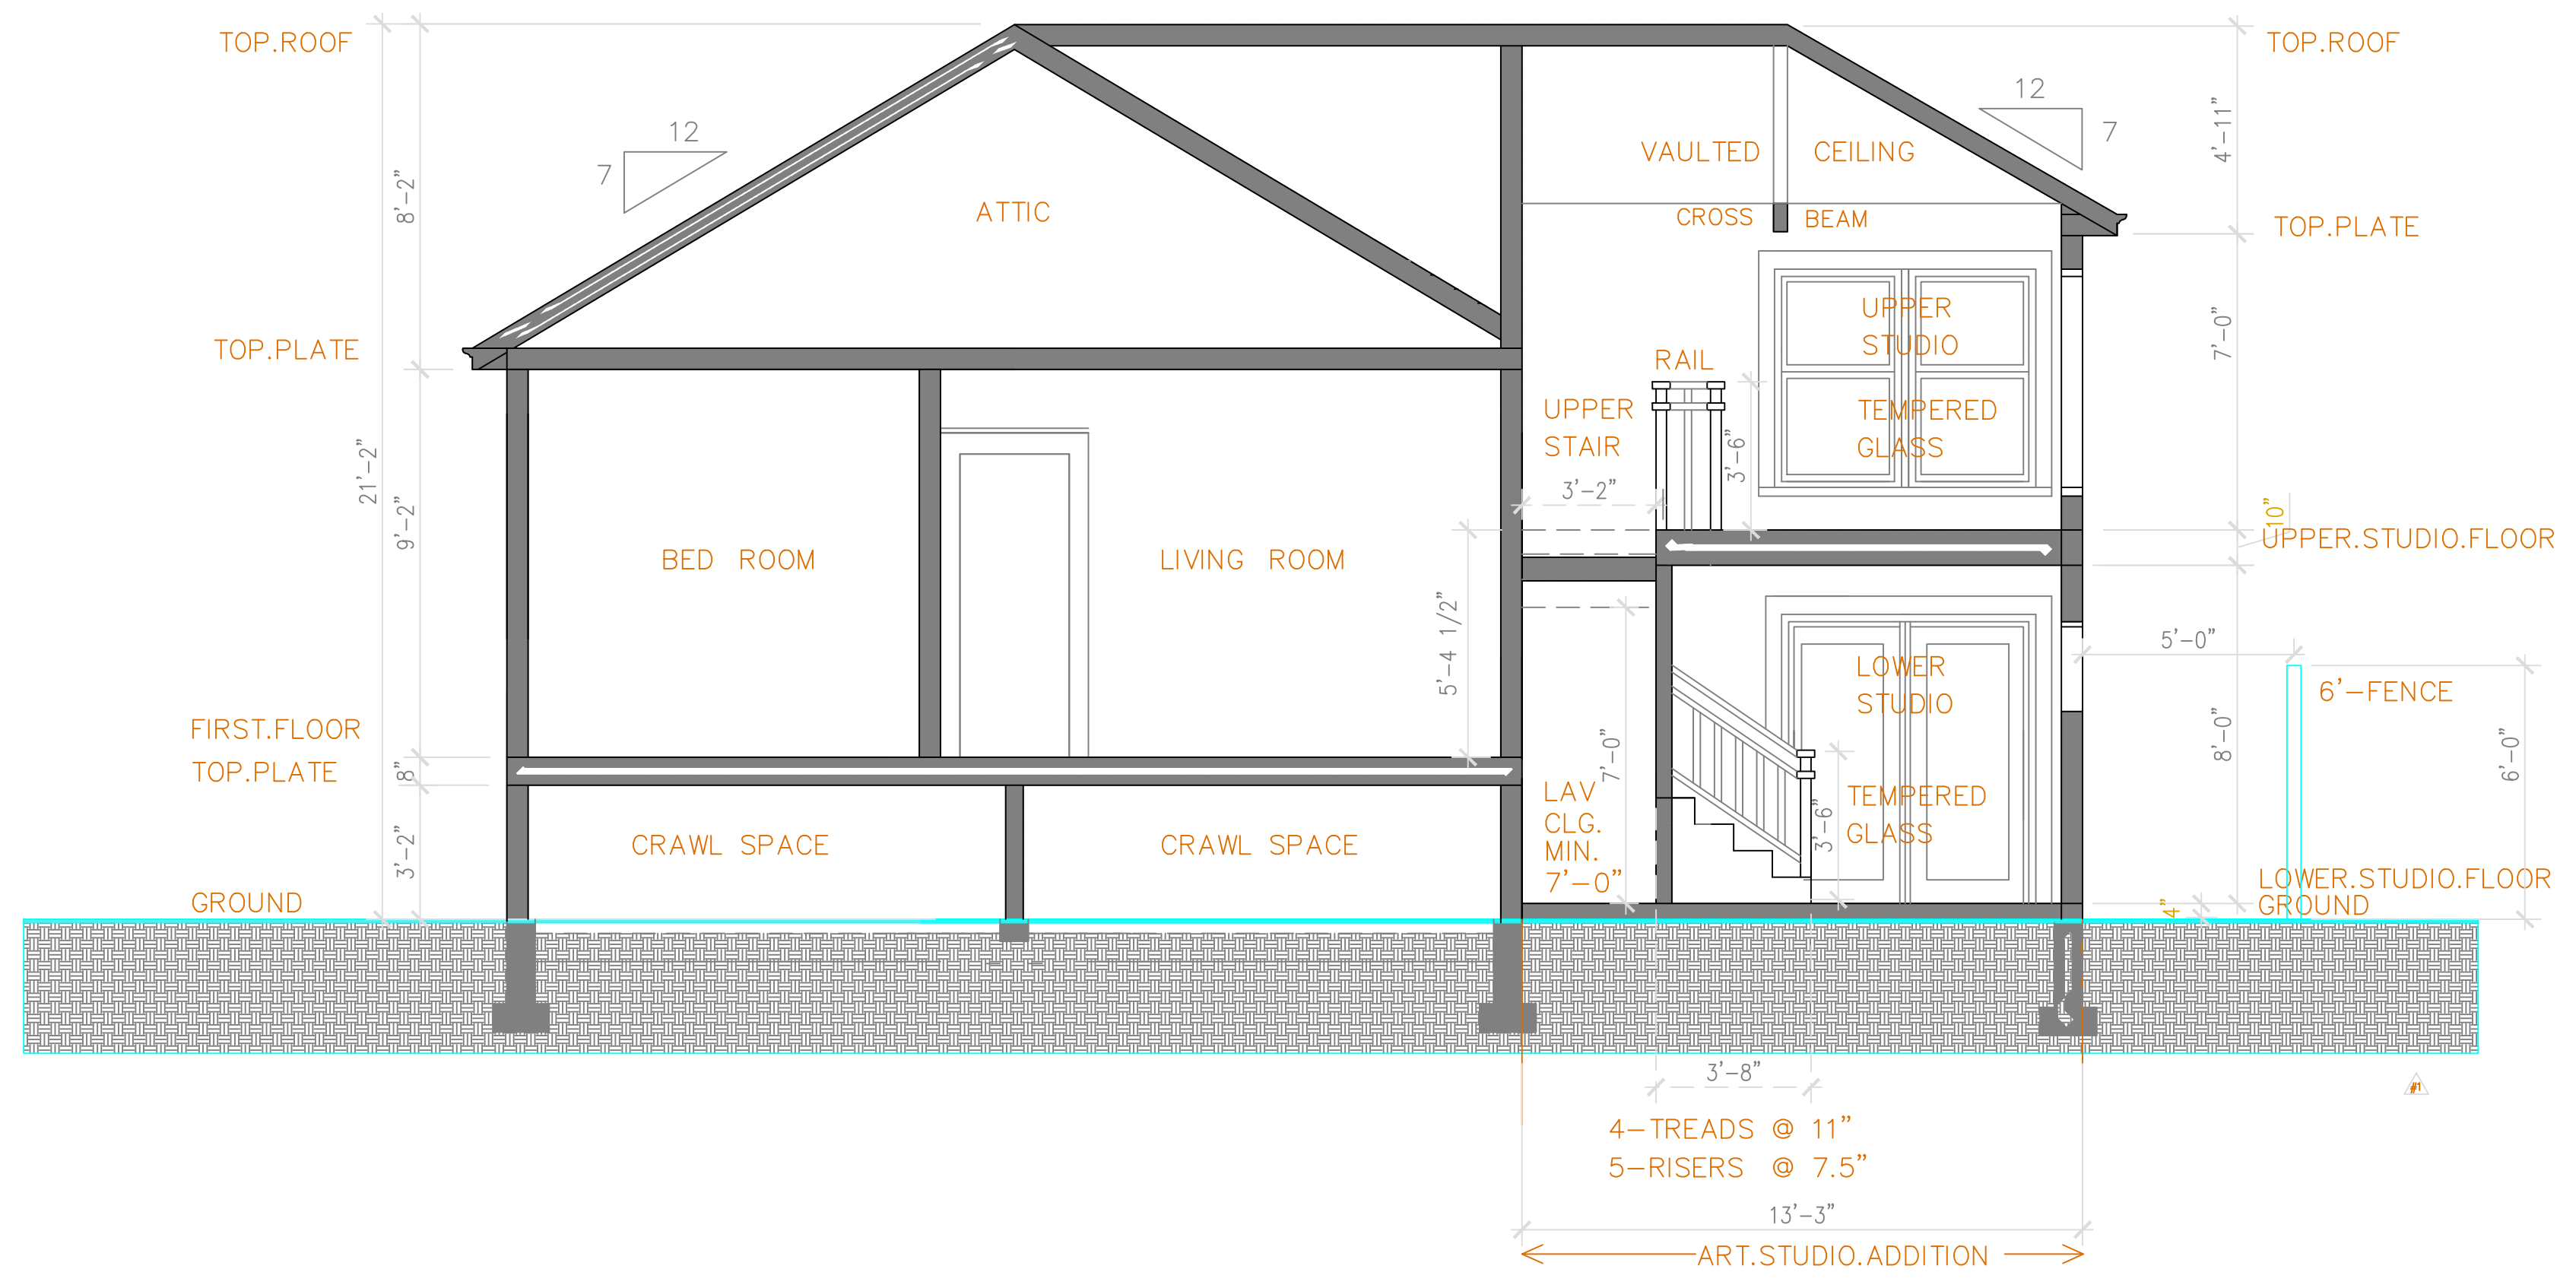 TOP.ROOF
TOP.ROOF
12
7
12
7
4'-11"
8'-2"
VAULTED CEILING
ATTIC
CROSS BEAM
TOP.PLATE
TOP.PLATE
UPPER
STUDIO
7'-0"
RAIL
UPPER
STAIR
TEMPERED
GLASS
3'-6"
21'-2"
9'-2"
3'-2"
10"
UPPER.STUDIO.FLOOR
BED ROOM
LIVING ROOM
5'-4 1/2"
5'-0"
LOWER
STUDIO
6'-FENCE
FIRST.FLOOR
TOP.PLATE
8"
7'-0"
8'-0"
6'-0"
LAV
CLG.
MIN.
7'-0"
TEMPERED
GLASS
3'-6"
CRAWL SPACE
CRAWL SPACE
3'-2"
GROUND
4"
LOWER.STUDIO.FLOOR
GROUND
3'-8"
#1
4-TREADS @ 11"
5-RISERS @ 7.5"
13'-3"
ART.STUDIO.ADDITION